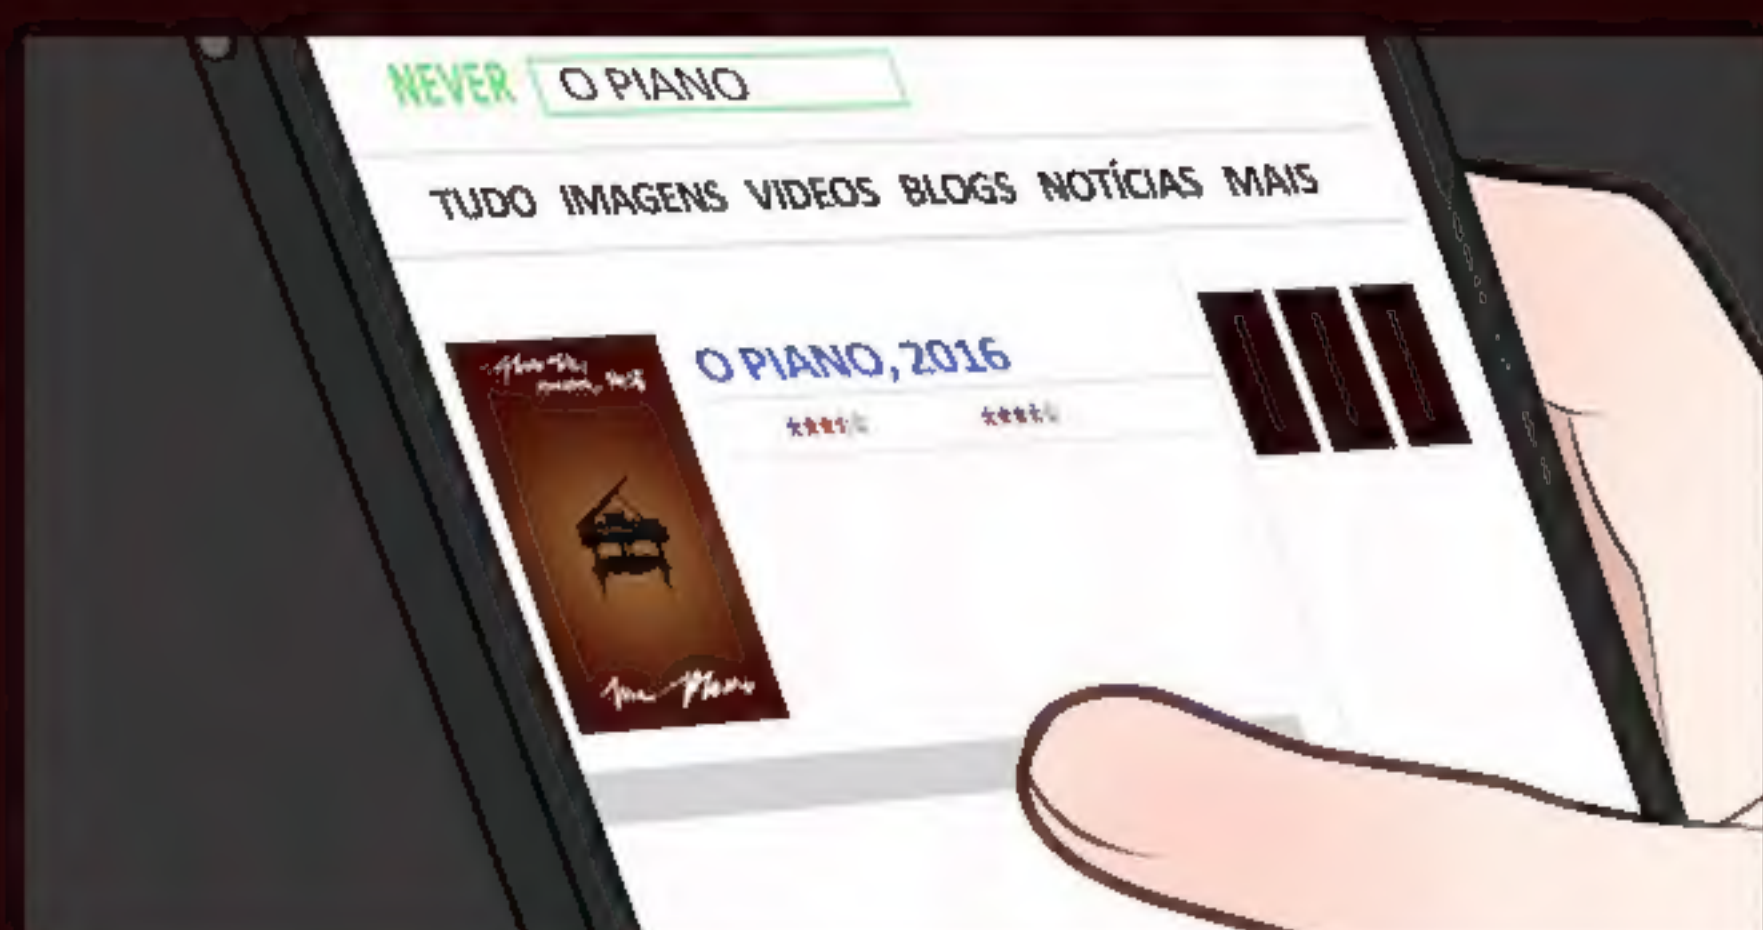 NEVER O PIANO
TUDO IMAGENS VIDEOS BLOGS NOTÍCIAS MAIS
O PIANO, 2016